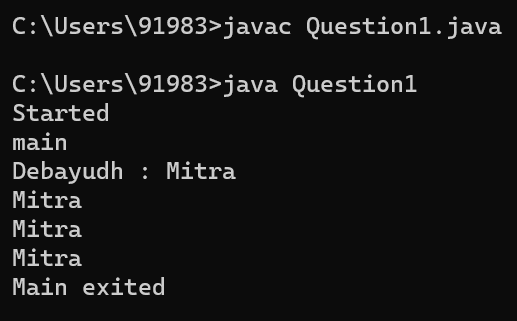 C:\Users\91983>javac Question1.java
C:\Users\91983>java Question1
Started
main
Debayudh : Mitra
Mitra
Mitra
Mitra
Main exited